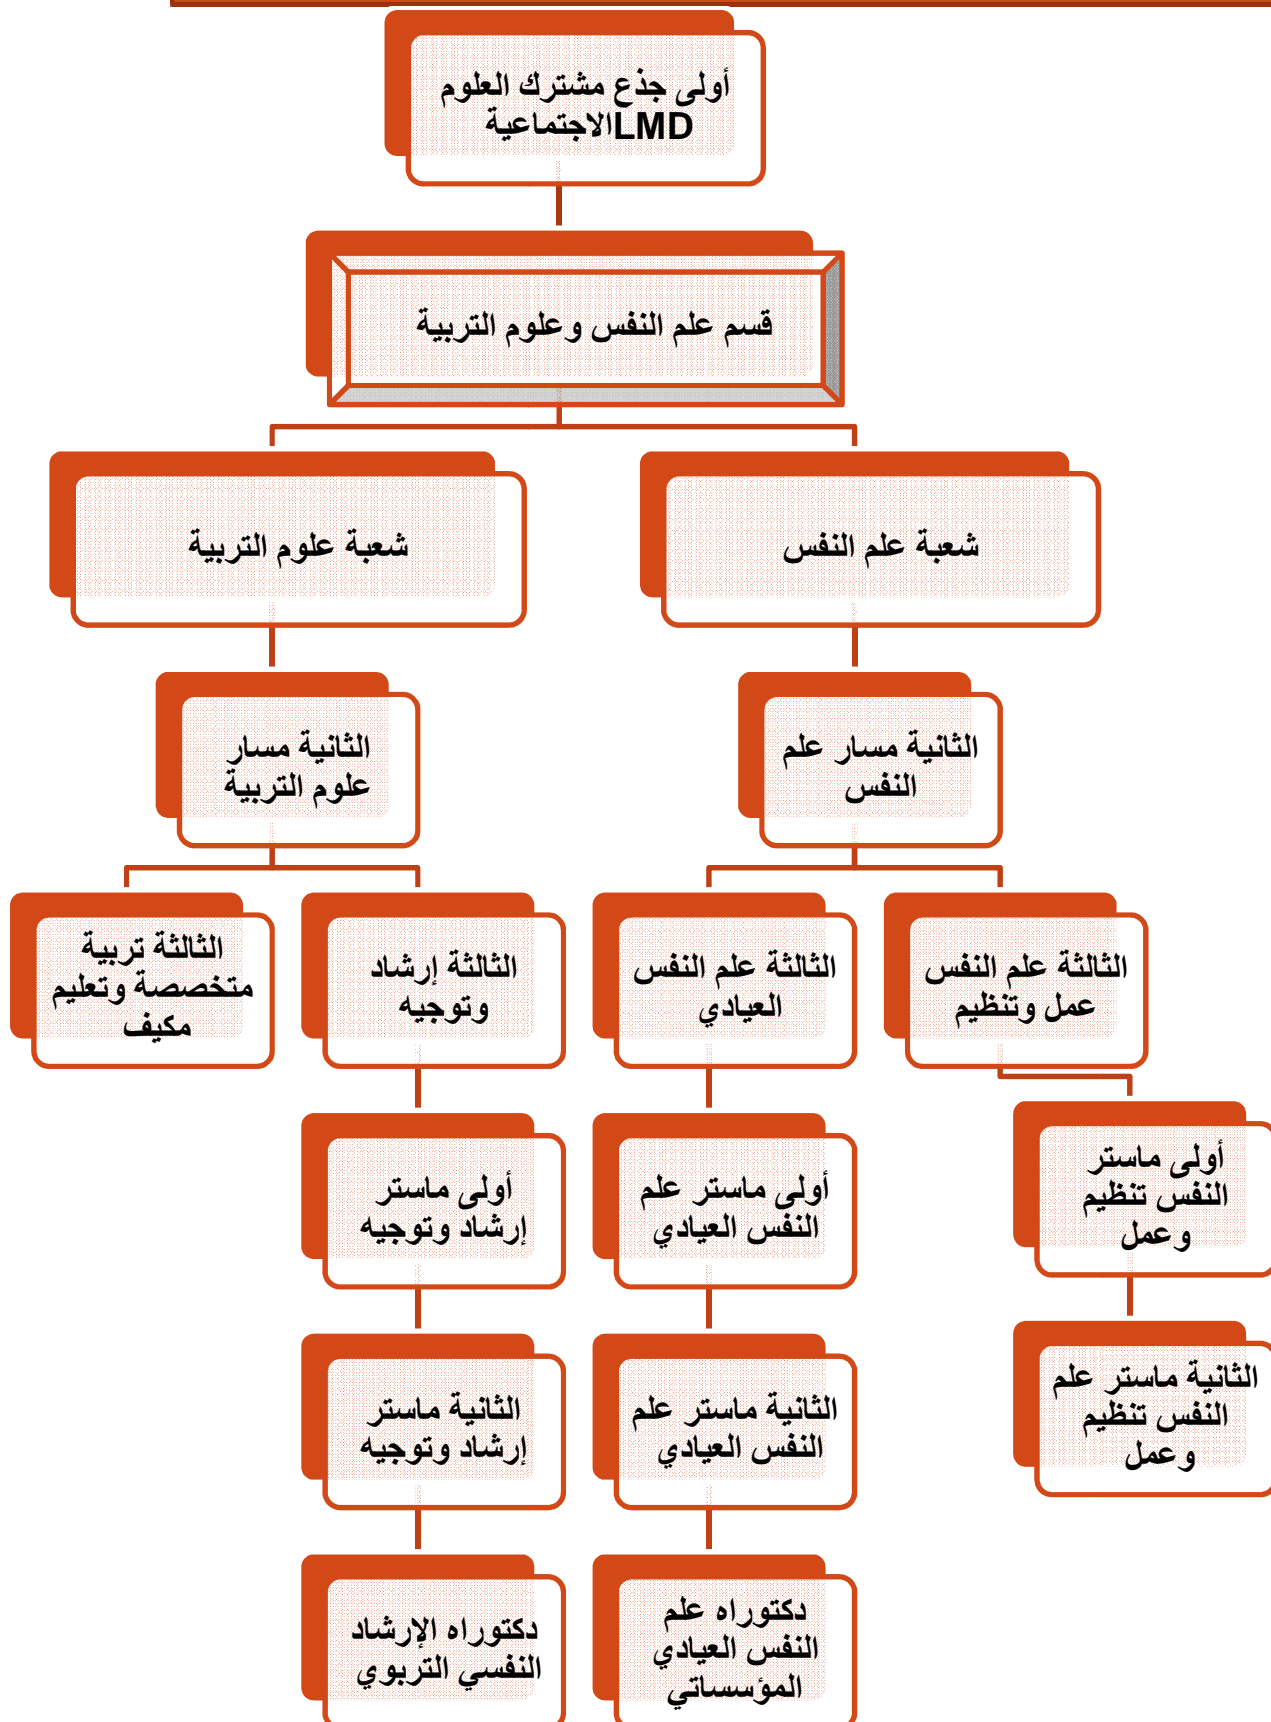 أولى جذع مشترك العلوم
الاجتماعيةLMD
قسم علم النفس وعلوم التربية
شعبة علم النفس
شعبة علوم التربية
الثانية مسار علم
النفس
الثانية مسار
علوم التربية
الثالثة علم النفس
عمل وتنظيم
الثالثة علم النفس
العيادي
الثالثة إرشاد
وتوجيه
الثالثة تربية
متخصصة وتعليم
مكيف
أولى ماستر
النفس تنظيم
وعمل
أولى ماستر علم
النفس العيادي
أولى ماستر
إرشاد وتوجيه
الثانية ماستر علم
النفس تنظيم
وعمل
الثانية ماستر علم
النفس العيادي
الثانية ماستر
إرشاد وتوجيه
دكتوراه علم
النفس العيادي
المؤسساتي
دكتوراه الإرشاد
النفسي التربوي